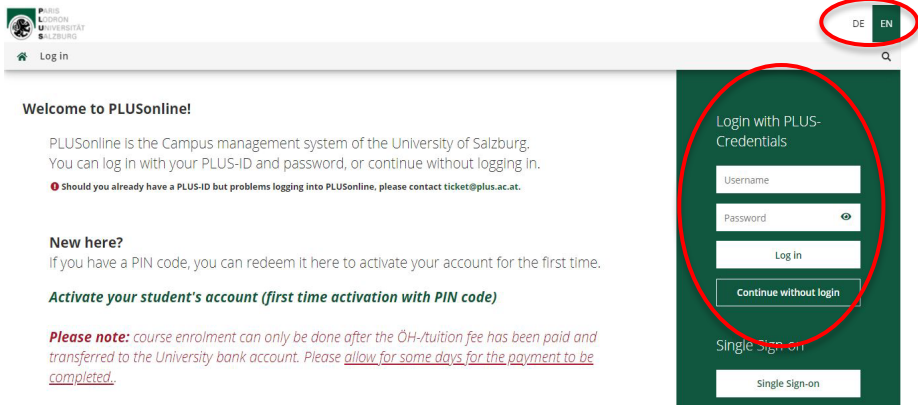 PARIS
LODRON
UNIVERSITÄT
SALZBURG
DE EN
Log in
Welcome to PLUSonline!
PLUSonline is the Campus management system of the University of Salzburg.
You can log in with your PLUS-ID and password, or continue without logging in.
Should you already have a PLUS-ID but problems logging into PLUSonline, please contact ticket@plus.ac.at.
New here?
If you have a PIN code, you can redeem it here to activate your account for the first time.
Activate your student's account (first time activation with PIN code)
Please note: course enrolment can only be done after the ÖH-/tuition fee has been paid and
transferred to the University bank account. Please allow for some days for the payment to be
completed..
Login with PLUS-
Credentials
Username
Password
Log in
Continue without login
Single Sign-on
Single Sign-on